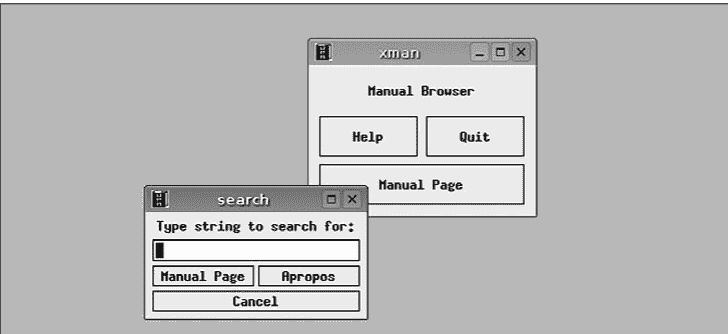 xman
Manual Browser
Help
Quit
Manual Page
search
Type string to search for:
Manual Page
Apropos
Cancel